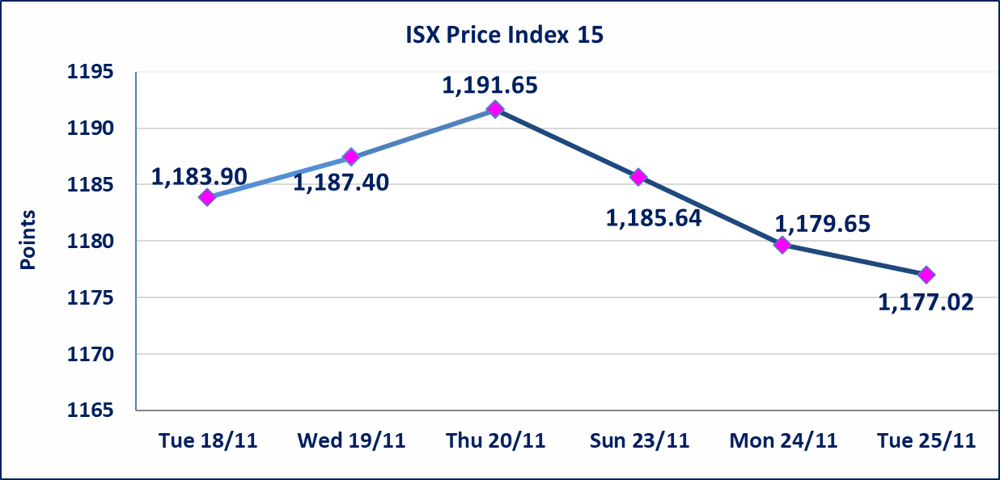 ISX Price Index 15
1195
1190
1185
1180
1175
1170
1165
Points
1,183.90
1,187.40
1,191.65
1,185.64
1,179.65
1,177.02
Tue 18/11
Wed 19/11
Thu 20/11
Sun 23/11
Mon 24/11
Tue 25/11